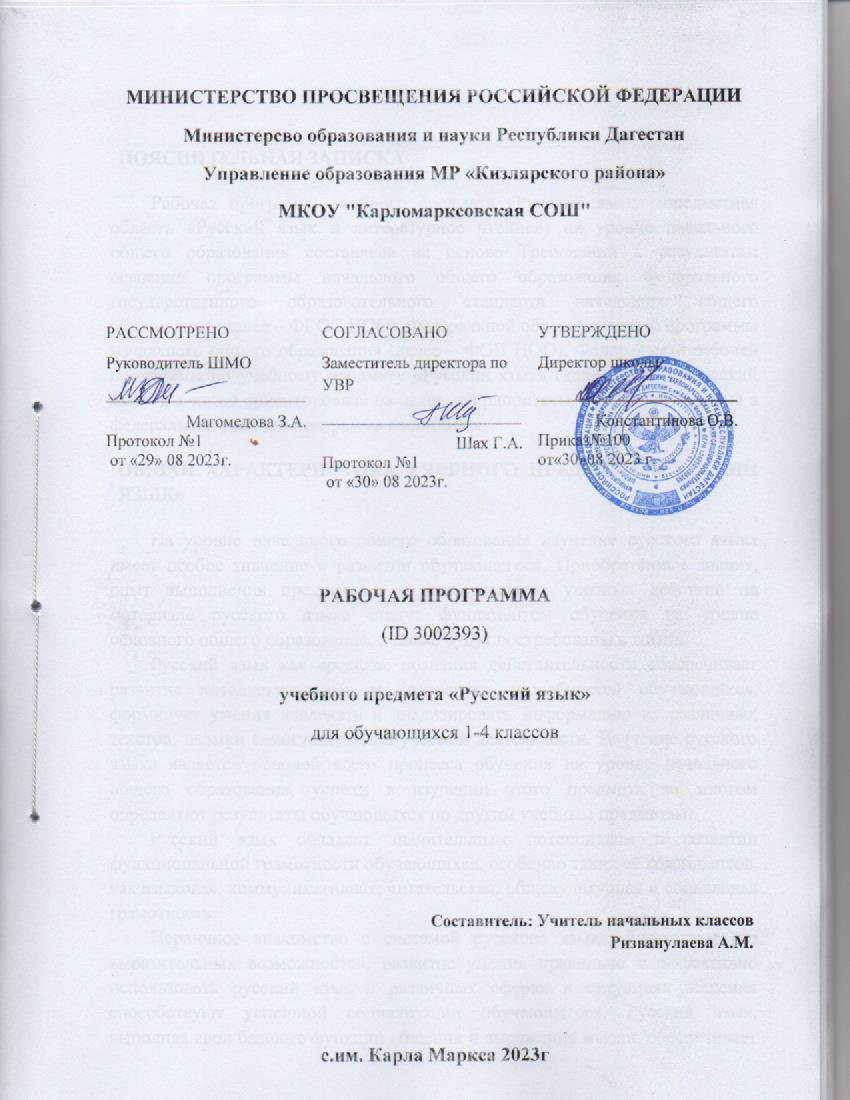 МИНИСТЕРСТВО ПРОСВЕЩЕНИЯ РОССИЙСКОЙ ФЕДЕРАЦИИ
Министерсво образования и науки Республики Дагестан
Управление образования МР «Кизлярского района»
МКОУ "Карломарксовская СОШ"
РАССМОТРЕНО
Руководитель ШМО
Магомедова З.А.
Протокол №1
от «29» 08 2023г.
СОГЛАСОВАНО
Заместитель директора по
УВР
Шах Г.А.
Протокол №1
от «30» 08 2023г.
УТВЕРЖДЕНО
Директор школы
Константинова О.В.
Приказ№100
от«30»08 2023 г.
РАБОЧАЯ ПРОГРАММА
(ID 3002393)
учебного предмета «Русский язык»
для обучающихся 1-4 классов
Составитель: Учитель начальных классов
Ризванулаева А.М.
с.им. Карла Маркса 2023г